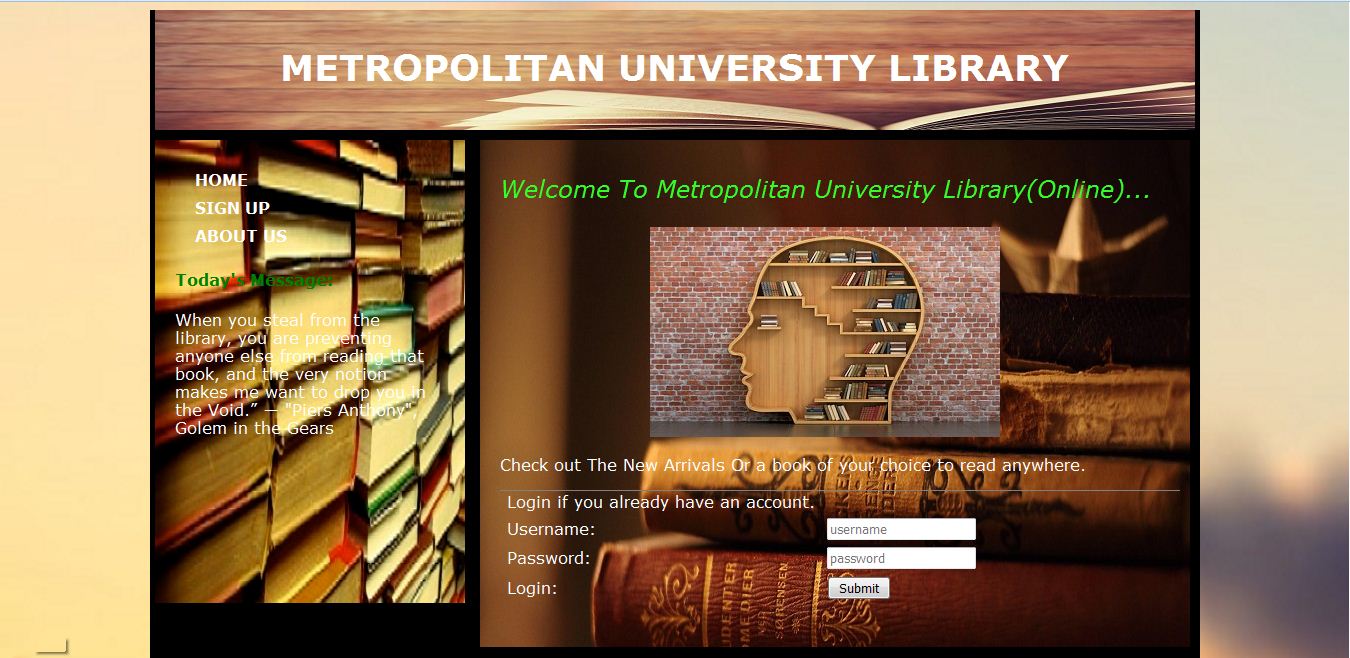 METROPOLITAN UNIVERSITY LIBRARY
HOME
SIGN UP
ABOUT US
Today's Message:
When you steal from the
library, you are preventing
anyone else from reading that
book, and the very notion
makes me want to drop you in
the Void.” — "Piers Anthony",
Golem in the Gears
Welcome To Metropolitan University Library(Online)...
Check out The New Arrivals Or a book of your choice to read anywhere.
Login if you already have an account.
Username:
username
Password:
password
Login:
Submit
SØRENSEN